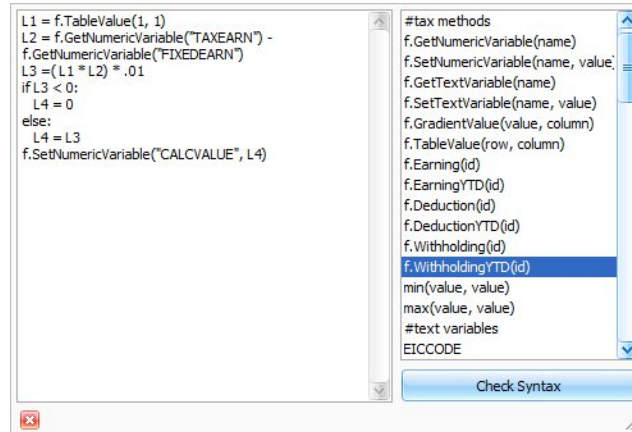 L1 = f.TableValue(1, 1)
L2 = f.GetNumericVariable("TAXEARN") -
f.GetNumericVariable("FIXEDEARN")
L3 =( L1 * L2) * .01
if L3 < 0:
L4 = 0
else:
L4 = L3
f.SetNumericVariable("CALCVALUE", L4)
#tax methods
f.GetNumericVariable(name)
f.SetNumericVariable(name, value)
f.GetTextVariable(name)
f.SetTextVariable(name, value)
f.GradientValue(value, column)
f.TableValue(row, column)
f.Earning(id)
f.EarningYTD(id)
f.Deduction(id)
f.DeductionYTD(id)
f.Withholding(id)
f.WithholdingYTD(id)
min(value, value)
max(value, value)
#text variables
EICCODE
Check Syntax